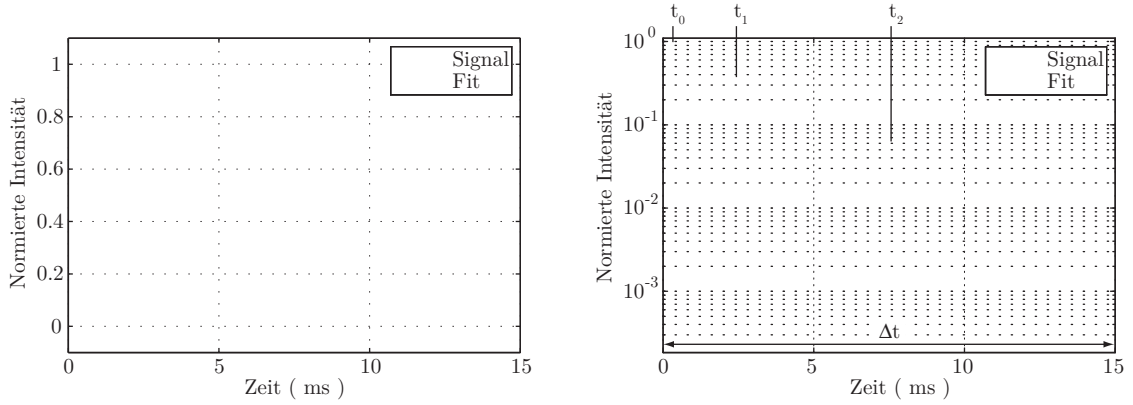 1
0.8
0.6
0.4
0.2
0
Normierte Intensität
0 5 10 15
Zeit ( ms )
Signal
Fit
t0 t1 t2
10^0
10^-1
10^-2
10^-3
Normierte Intensität
Signal
Fit
Δt
0 5 10 15
Zeit ( ms )